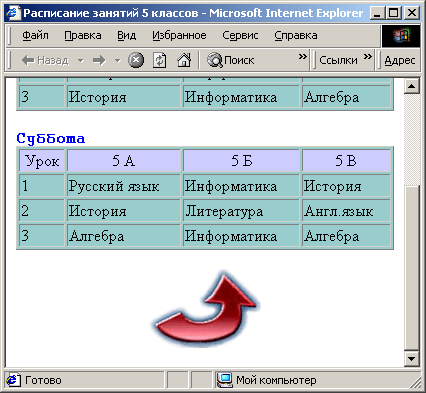 Расписание занятий 5 классов - Microsoft Internet Explorer
Файл Правка Вид Избранное Сервис Справка
Назад Поиск » Ссылки » Адрес
3 История Информатика Алгебра
Суббота
Урок 5 А 5 Б 5 В
1 Русский язык Информатика История
2 История Литература Англ.язык
3 Алгебра Информатика Алгебра
Готово Мой компьютер